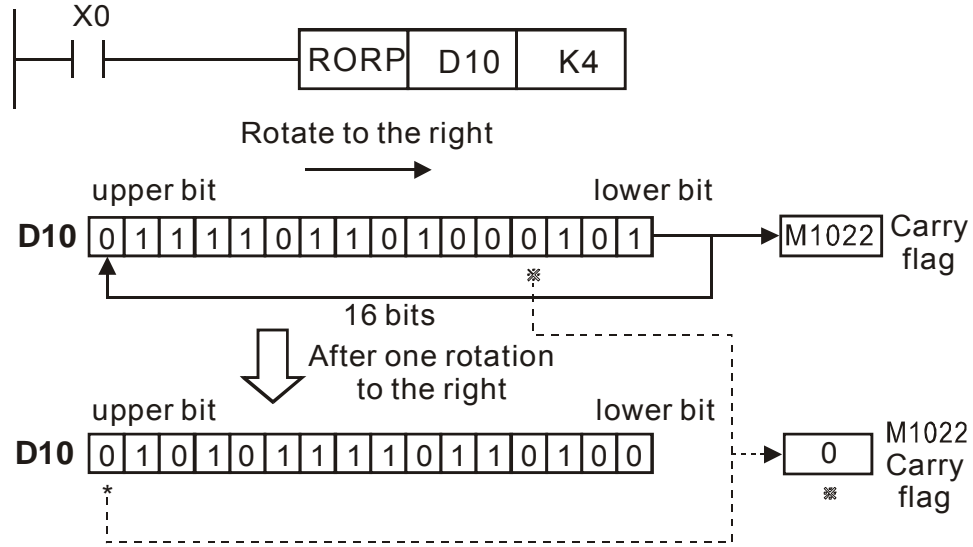 X0
RORP D10 K4
Rotate to the right
upper bit lower bit
D10 0 1 1 1 1 0 1 1 0 1 0 0 0 1 0 1 M1022 Carry
flag
※
16 bits
After one rotation
to the right
upper bit lower bit
D10 0 1 0 1 0 1 1 1 1 0 1 1 0 1 0 0 0 M1022
Carry
flag
* ※